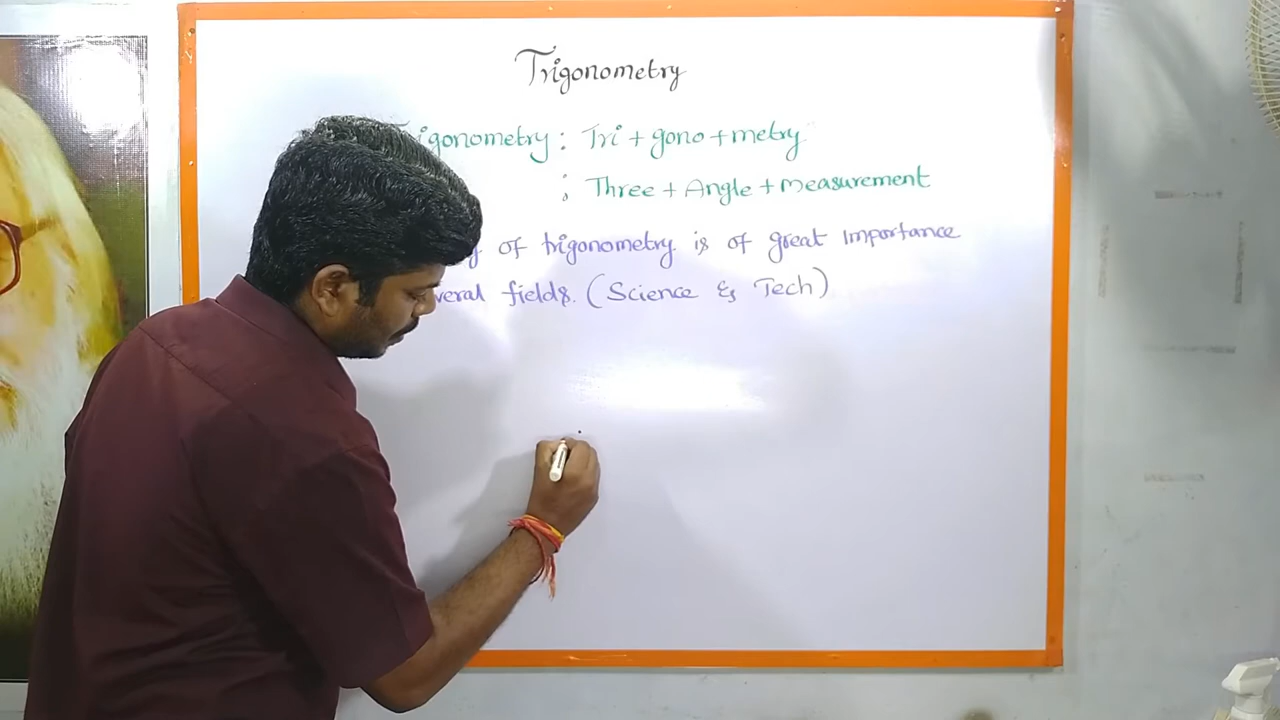 Trigonometry
igonometry : Tri + gono + metry
: Three + Angle + Measurement
of trigonometry is of great Importance
veral fields. (Science & Tech)